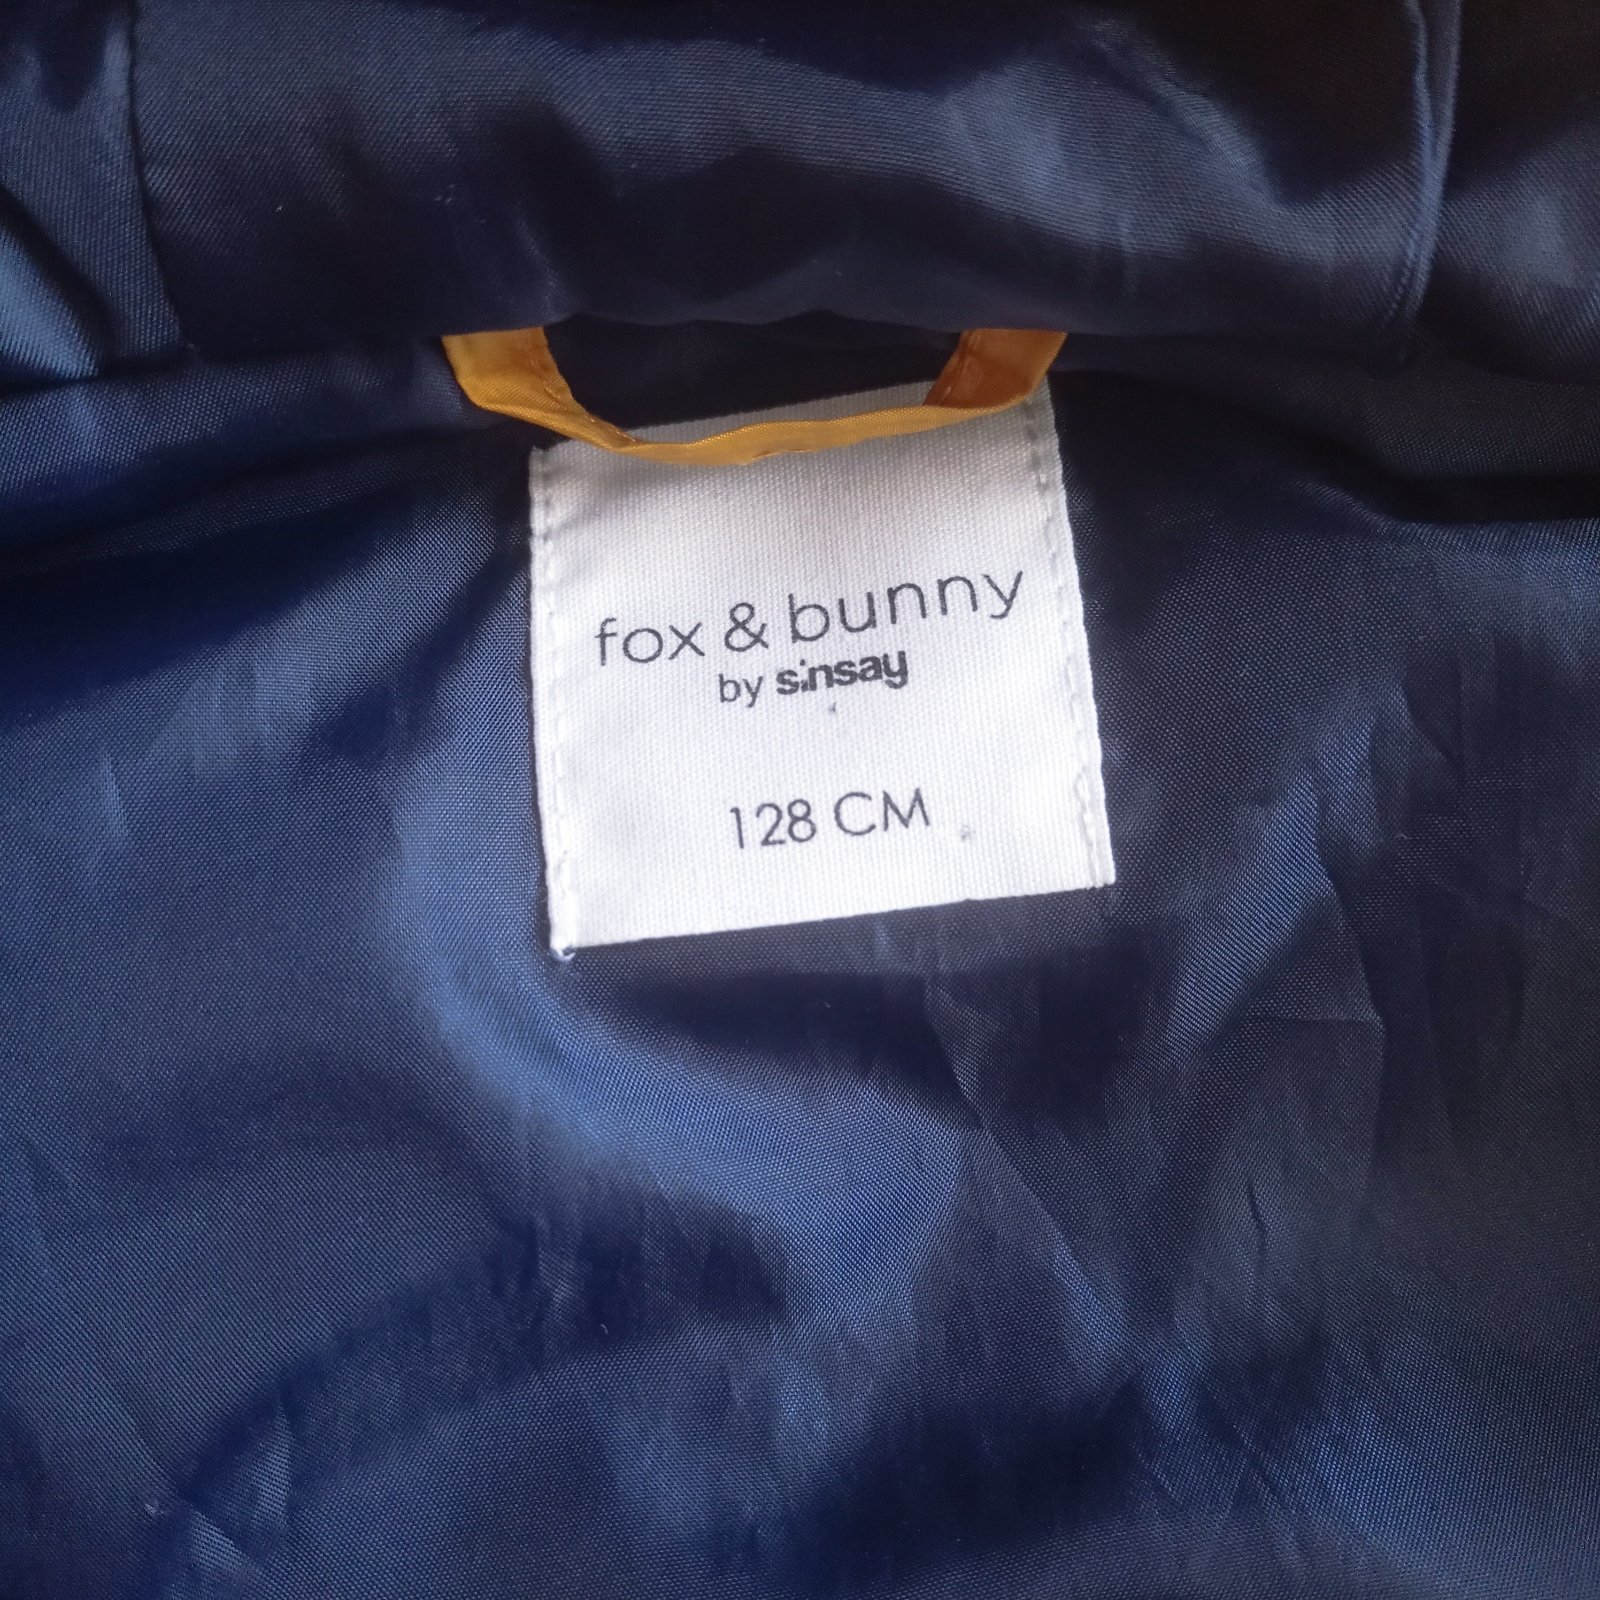 fox & bunny
by sinsay
128 CM